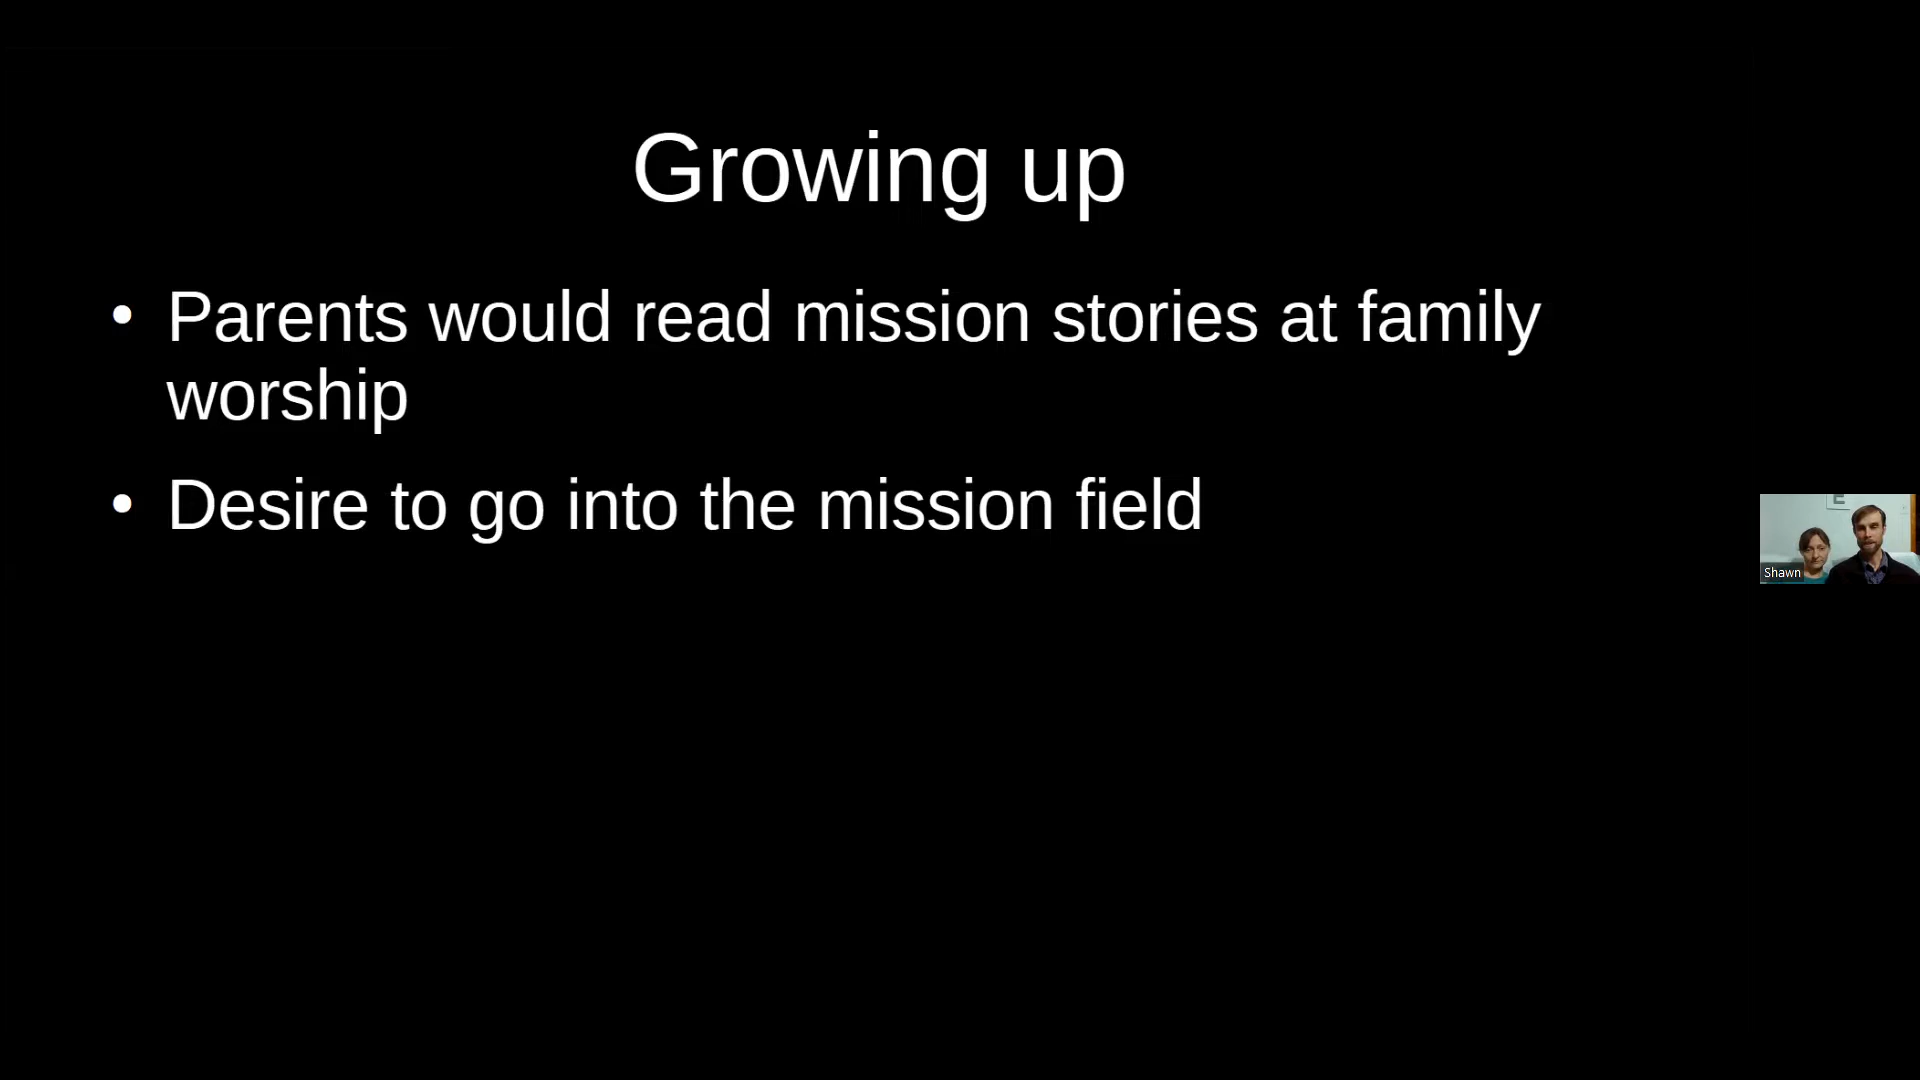 Growing up
• Parents would read mission stories at family
worship
• Desire to go into the mission field
Shawn
E